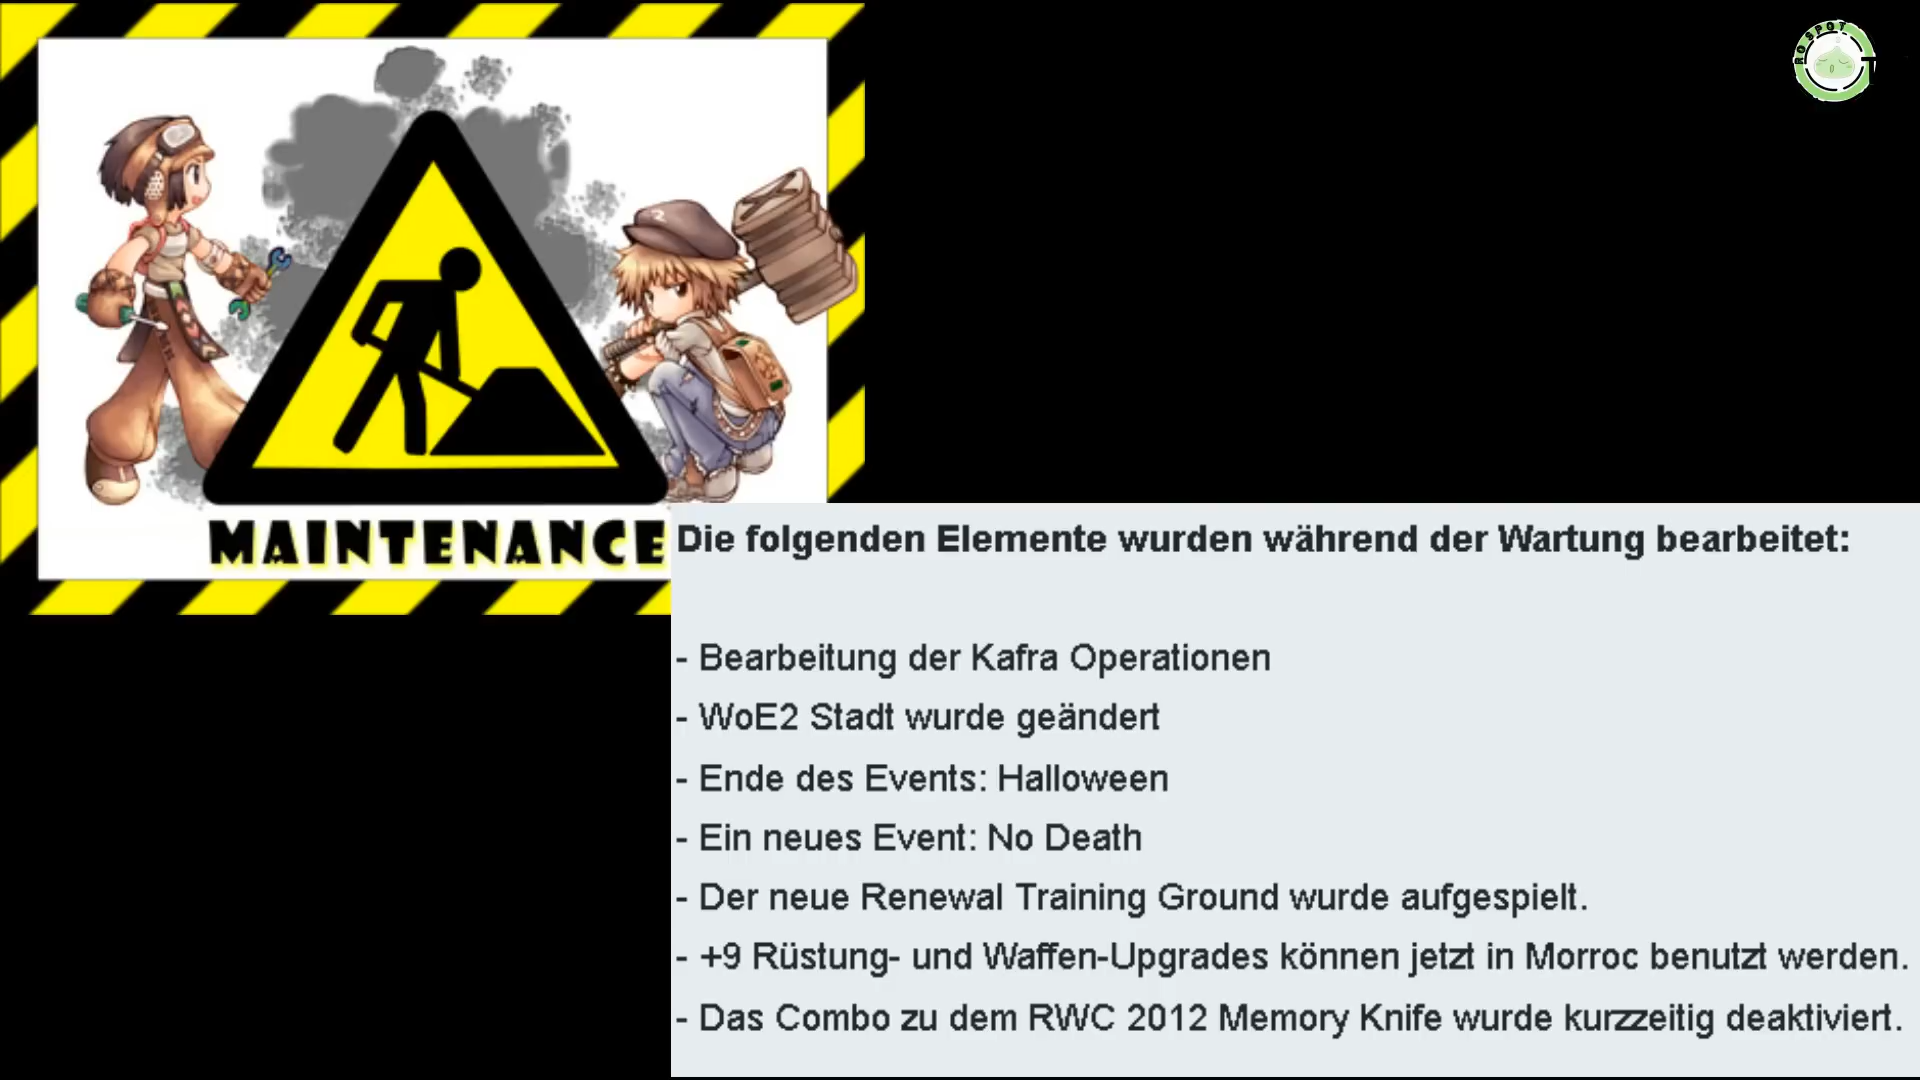 RO SPOT
MAINTENANCE
Die folgenden Elemente wurden während der Wartung bearbeitet:
- Bearbeitung der Kafra Operationen
- WoE2 Stadt wurde geändert
- Ende des Events: Halloween
- Ein neues Event: No Death
- Der neue Renewal Training Ground wurde aufgespielt.
- +9 Rüstung- und Waffen-Upgrades können jetzt in Morroc benutzt werden.
- Das Combo zu dem RWC 2012 Memory Knife wurde kurzzeitig deaktiviert.